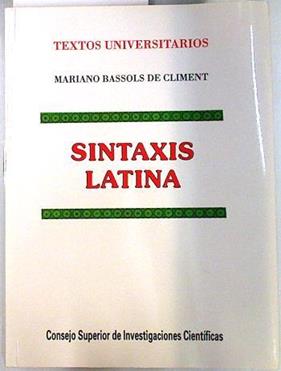 TEXTOS UNIVERSITARIOS
MARIANO BASSOLS DE CLIMENT
SINTAXIS
LATINA
Consejo Superior de Investigaciones Científicas